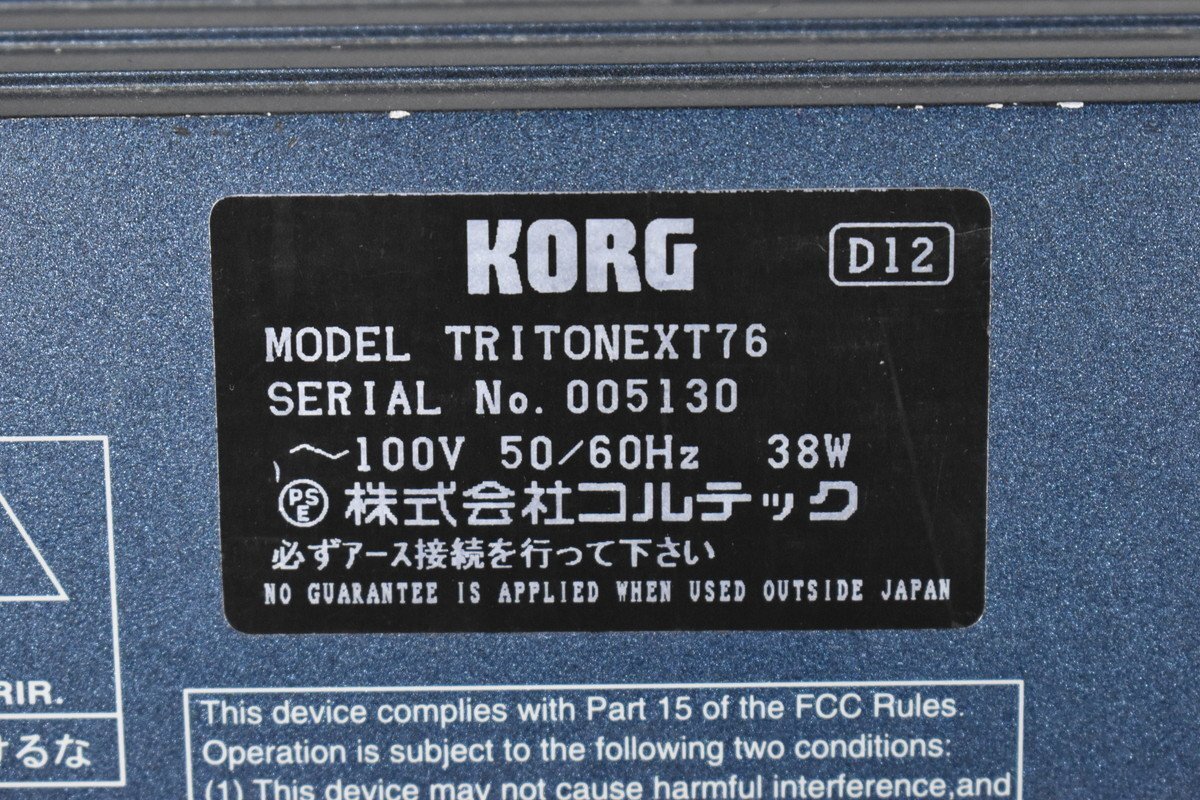 KORG
D12
MODEL TRITONEXT76
SERIAL No. 005130
〜100V 50/60Hz 38W
PSE 株式会社コルテック
必ずアース接続を行って下さい
NO GUARANTEE IS APPLIED WHEN USED OUTSIDE JAPAN
RIR.
けるな
This device complies with Part 15 of the FCC Rules.
Operation is subject to the following two conditions:
(1) This device may not cause harmful interference,and